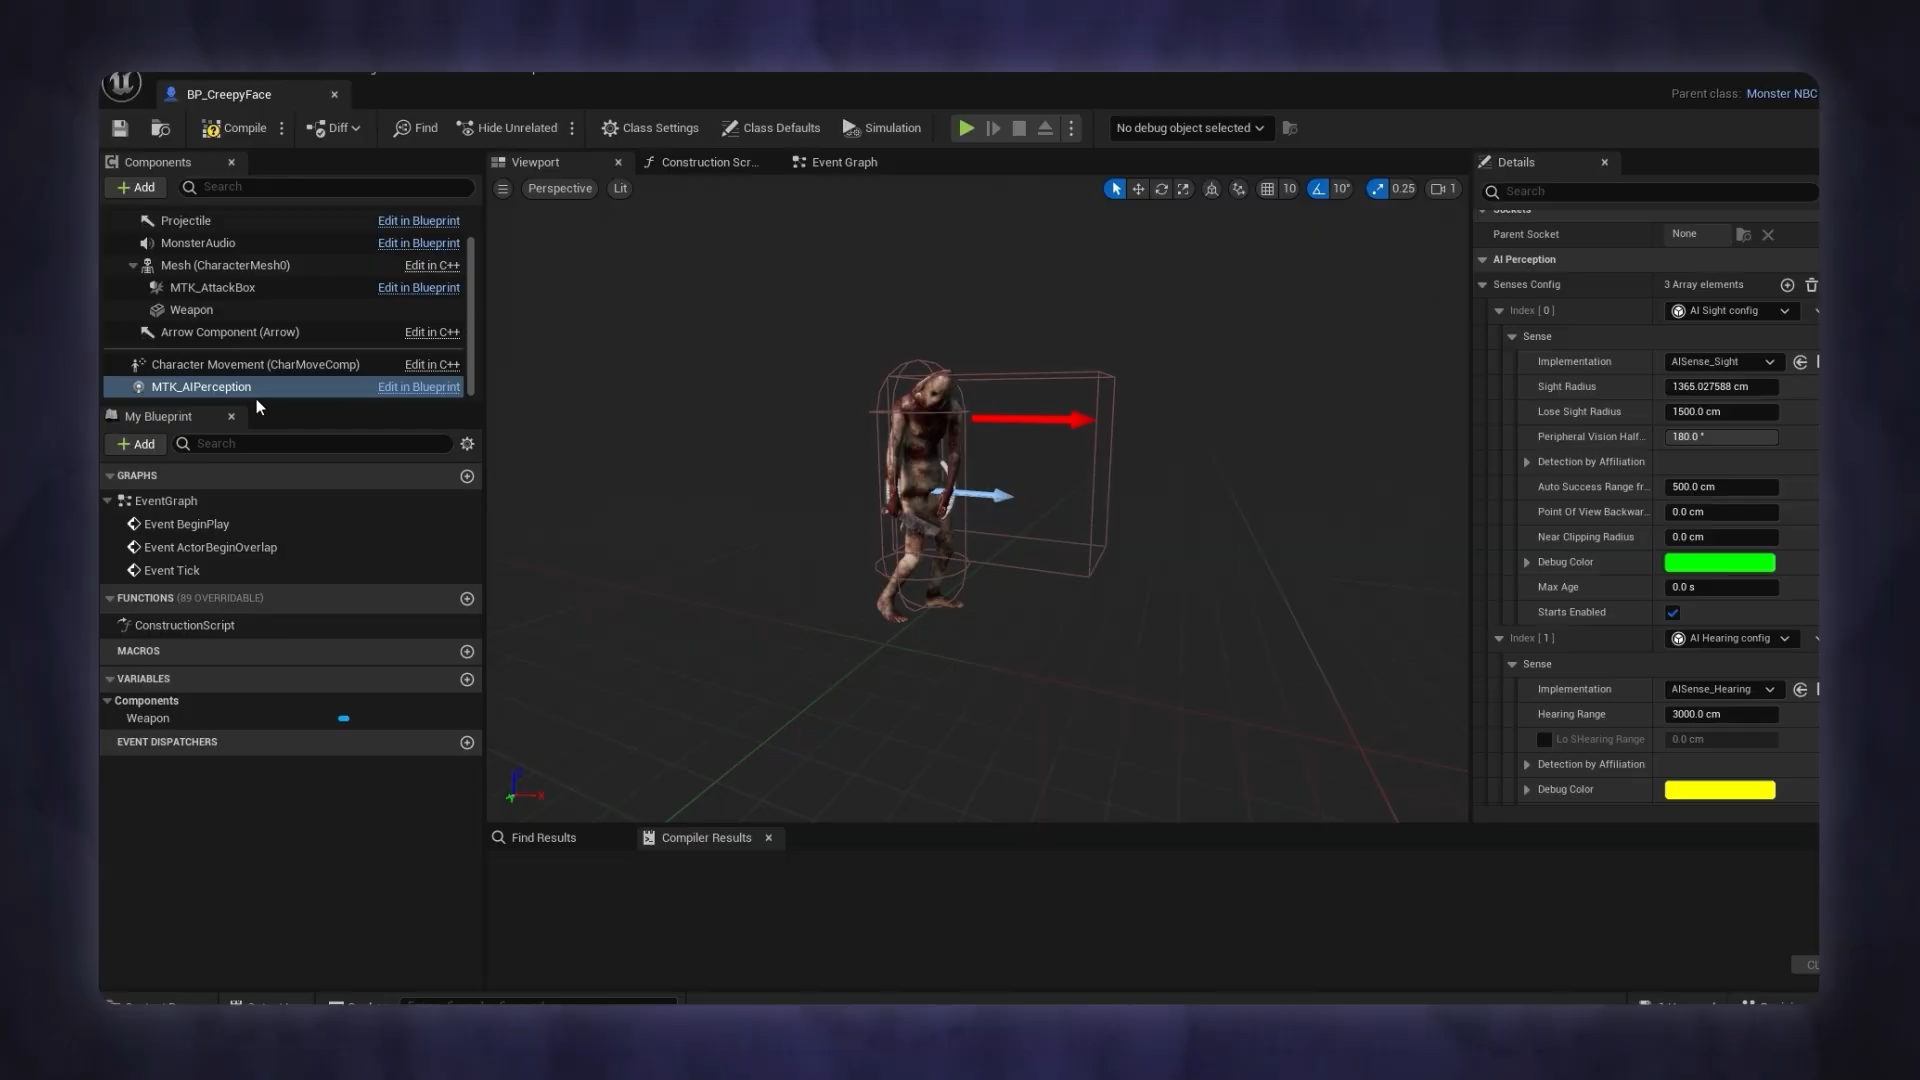 BP_CreepyFace
Parent class: Monster NBC
Compile
Diff
Find
Hide Unrelated
Class Settings
Class Defaults
Simulation
No debug object selected
Components
Add
Search
Projectile Edit in Blueprint
MonsterAudio Edit in Blueprint
Mesh (CharacterMesh0) Edit in C++
MTK_AttackBox Edit in Blueprint
Weapon
Arrow Component (Arrow) Edit in C++
Character Movement (CharMoveComp) Edit in C++
MTK_AIPerception Edit in Blueprint
My Blueprint
Add
Search
GRAPHS
EventGraph
Event BeginPlay
Event ActorBeginOverlap
Event Tick
FUNCTIONS (89 OVERRIDABLE)
ConstructionScript
MACROS
VARIABLES
Components
Weapon
EVENT DISPATCHERS
Viewport
Construction Scr...
Event Graph
Perspective
Lit
10
10°
0.25
1
Z
Y
X
Find Results
Compiler Results
Details
Search
Sockets
Parent Socket None
AI Perception
Senses Config 3 Array elements
Index [ 0 ] AI Sight config
Sense
Implementation AISense_Sight
Sight Radius 1365.027588 cm
Lose Sight Radius 1500.0 cm
Peripheral Vision Half... 180.0 °
Detection by Affiliation
Auto Success Range fr... 500.0 cm
Point Of View Backwar... 0.0 cm
Near Clipping Radius 0.0 cm
Debug Color
Max Age 0.0 s
Starts Enabled
Index [ 1 ] AI Hearing config
Sense
Implementation AISense_Hearing
Hearing Range 3000.0 cm
Lo SHearing Range 0.0 cm
Detection by Affiliation
Debug Color